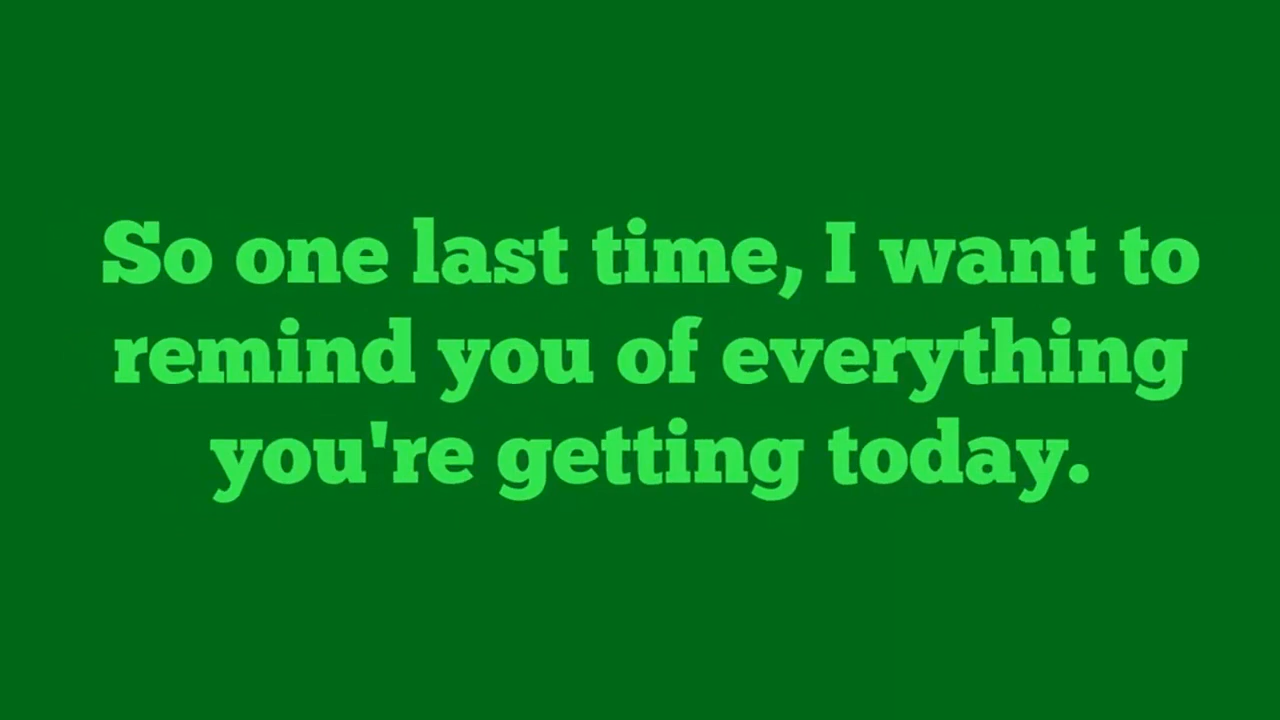 So one last time, I want to
remind you of everything
you're getting today.